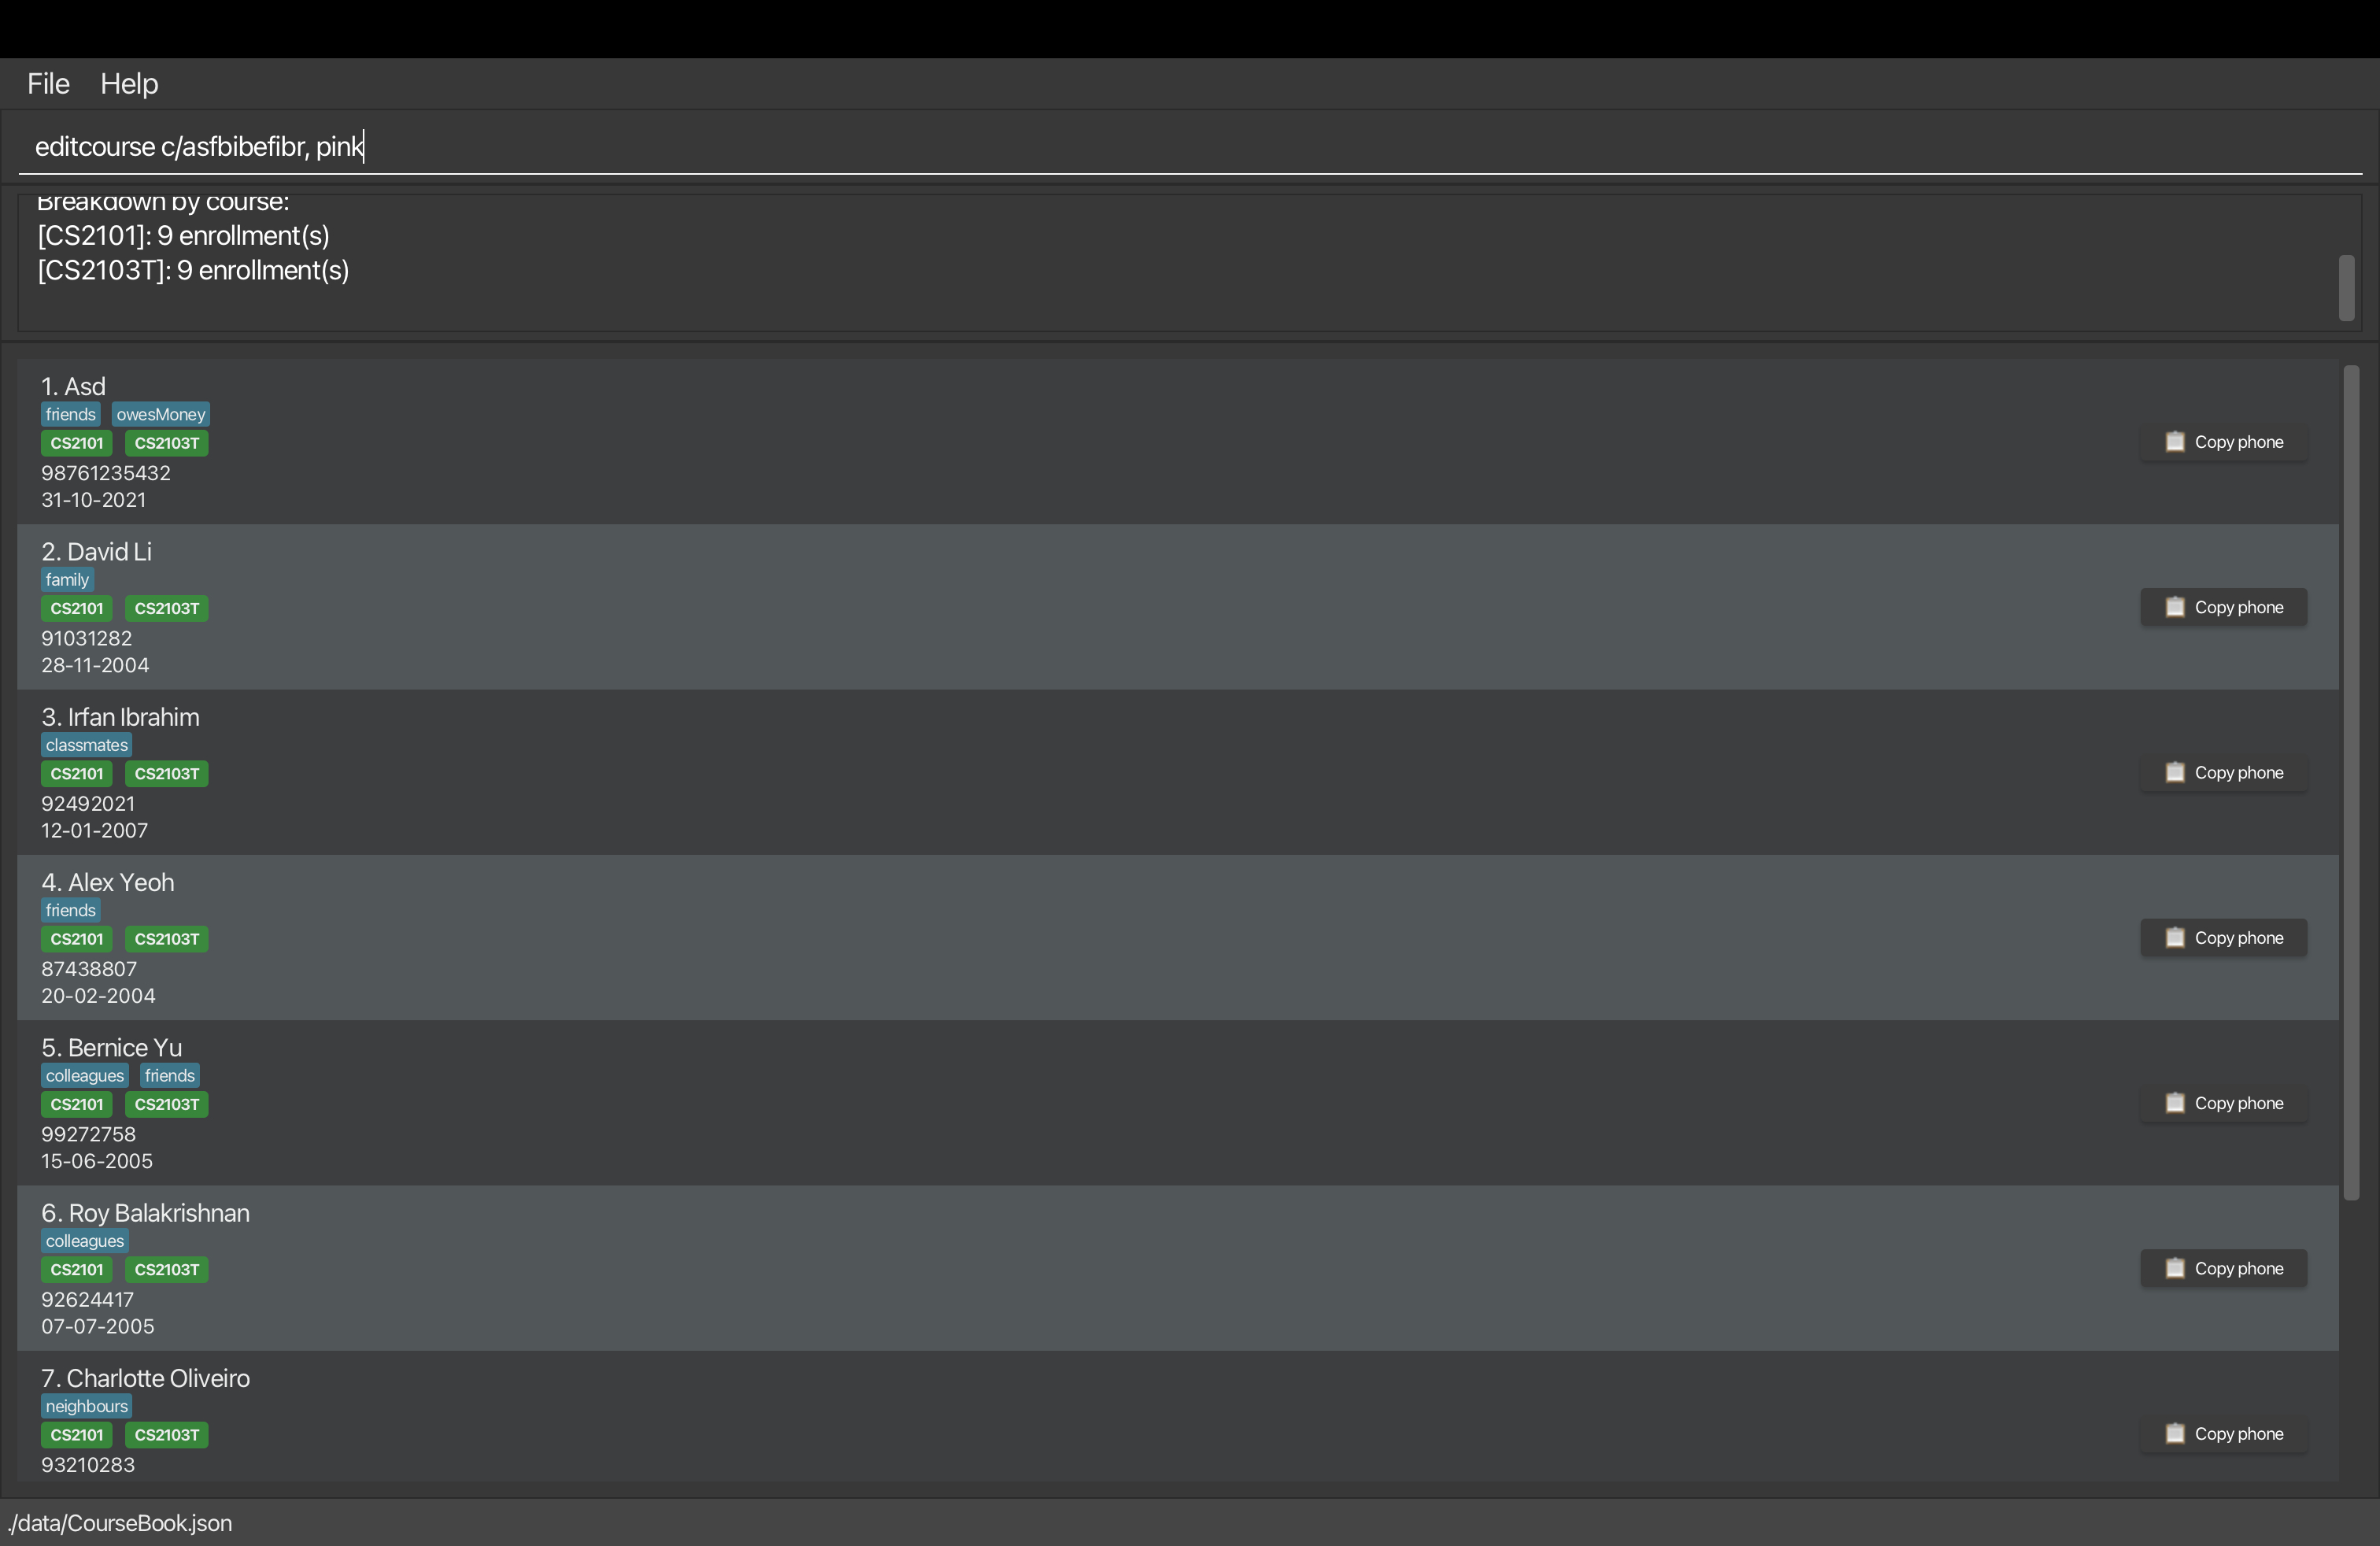 File Help
editcourse c/asfbibefibr, pink
Breakdown by course:
[CS2101]: 9 enrollment(s)
[CS2103T]: 9 enrollment(s)
1. Asd
friends owesMoney
CS2101 CS2103T
Copy phone
98761235432
31-10-2021
2. David Li
family
CS2101 CS2103T
Copy phone
91031282
28-11-2004
3. Irfan Ibrahim
classmates
CS2101 CS2103T
Copy phone
92492021
12-01-2007
4. Alex Yeoh
friends
CS2101 CS2103T
Copy phone
87438807
20-02-2004
5. Bernice Yu
colleagues friends
CS2101 CS2103T
Copy phone
99272758
15-06-2005
6. Roy Balakrishnan
colleagues
CS2101 CS2103T
Copy phone
92624417
07-07-2005
7. Charlotte Oliveiro
neighbours
CS2101 CS2103T
Copy phone
93210283
./data/CourseBook.json